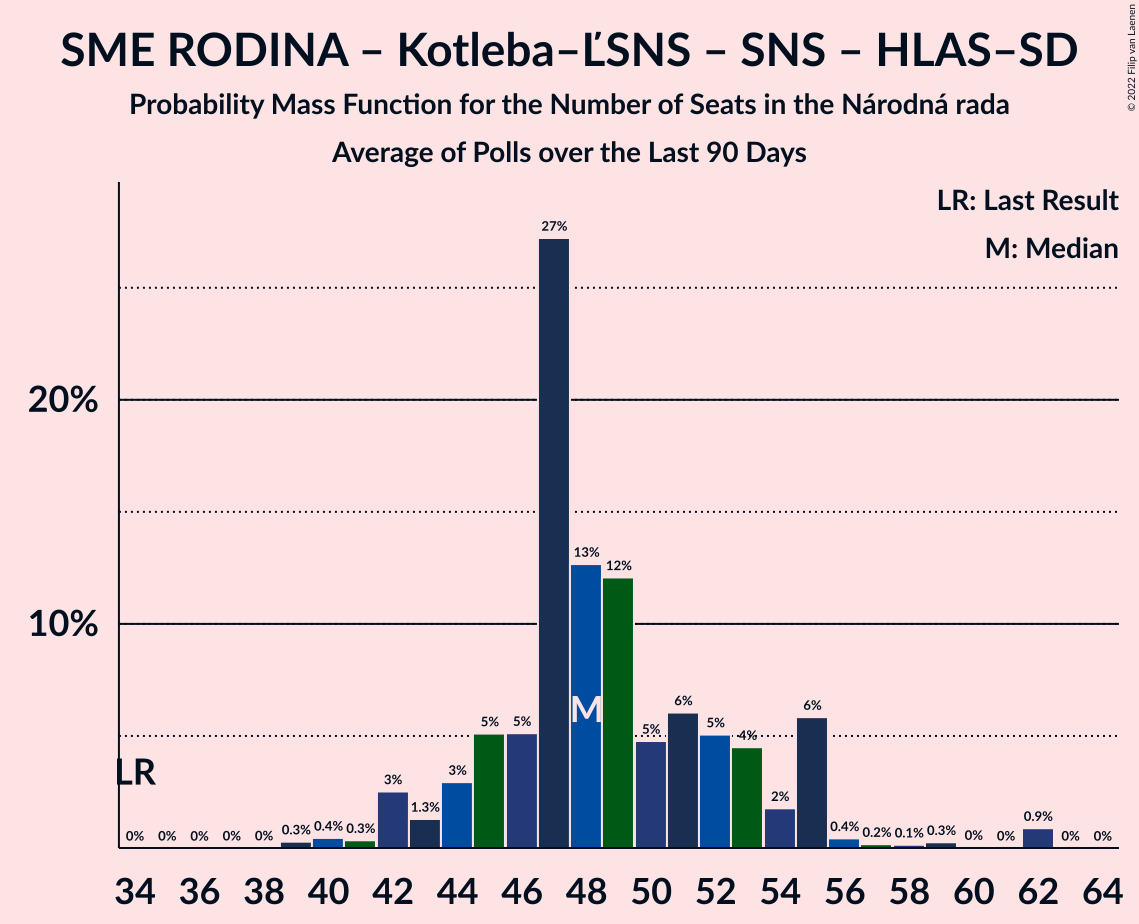 SME RODINA – Kotleba–ĽSNS – SNS – HLAS–SD
Probability Mass Function for the Number of Seats in the Národná rada
Average of Polls over the Last 90 Days
© 2022 Filip van Laenen
LR: Last Result
M: Median
20%
10%
LR
M
0% 0% 0% 0% 0% 0.3% 0.4% 0.3% 3% 1.3% 3% 5% 5% 27% 13% 12% 5% 6% 5% 4% 2% 6% 0.4% 0.2% 0.1% 0.3% 0% 0% 0.9% 0% 0%
34 36 38 40 42 44 46 48 50 52 54 56 58 60 62 64